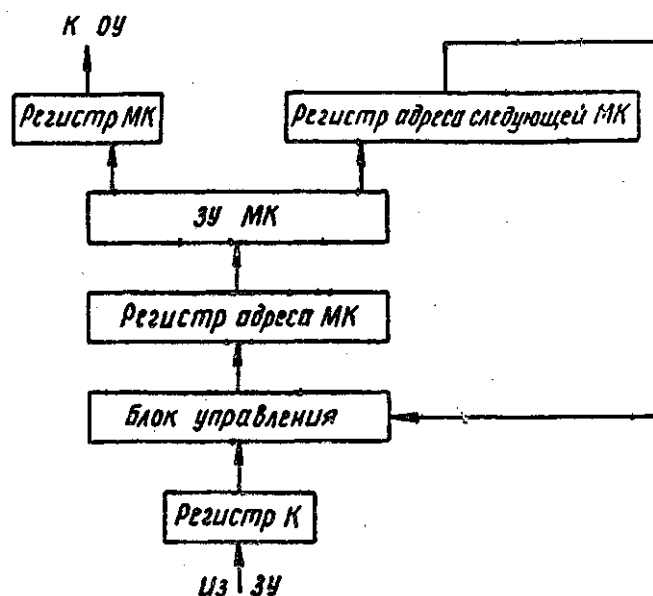 К ОУ
Регистр МК
Регистр адреса следующей МК
ЗУ МК
Регистр адреса МК
Блок управления
Регистр К
Из ЗУ